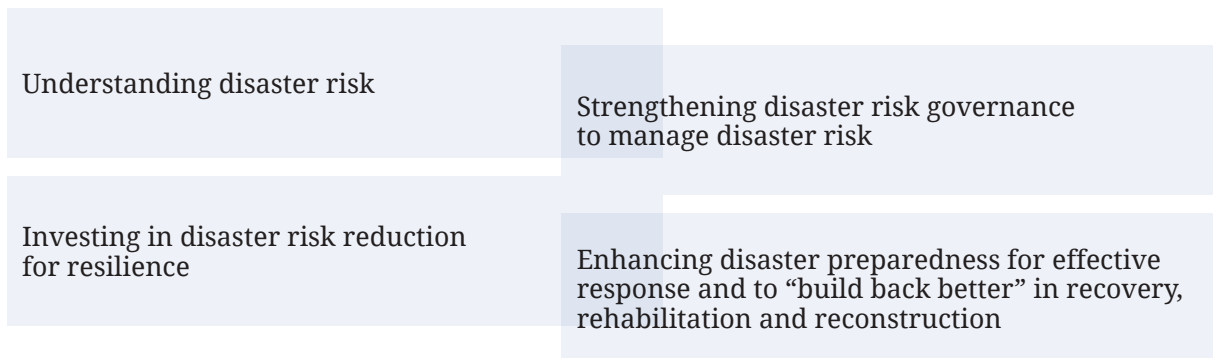 Understanding disaster risk
Strengthening disaster risk governance
to manage disaster risk
Investing in disaster risk reduction
for resilience
Enhancing disaster preparedness for effective
response and to “build back better” in recovery,
rehabilitation and reconstruction